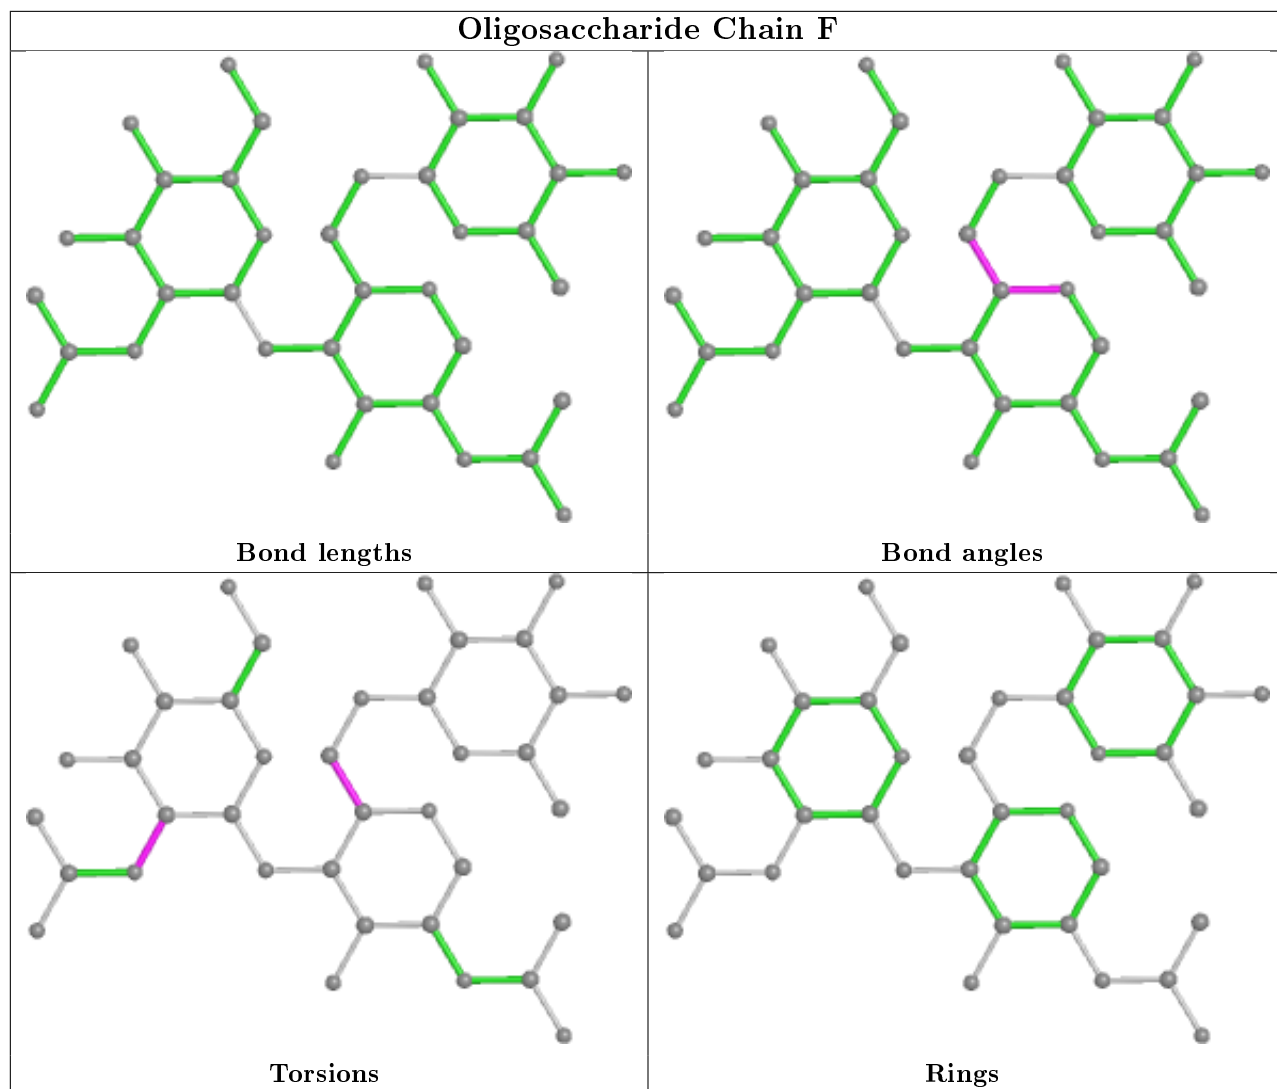 Oligosaccharide Chain F
Bond lengths
Bond angles
Torsions
Rings